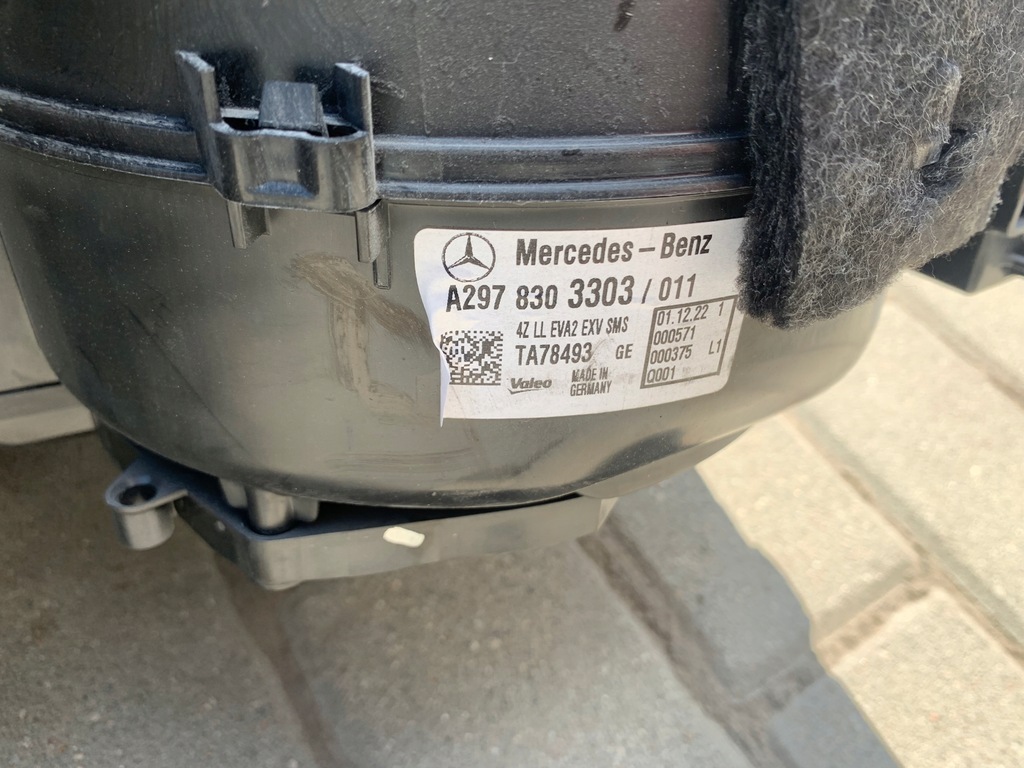 Mercedes-Benz
A297 830 3303 / 011
4Z LL EVA2 EXV SMS
TA78493 GE
Valeo
MADE IN
GERMANY
01.12.22 1
000571
000375 L1
Q001